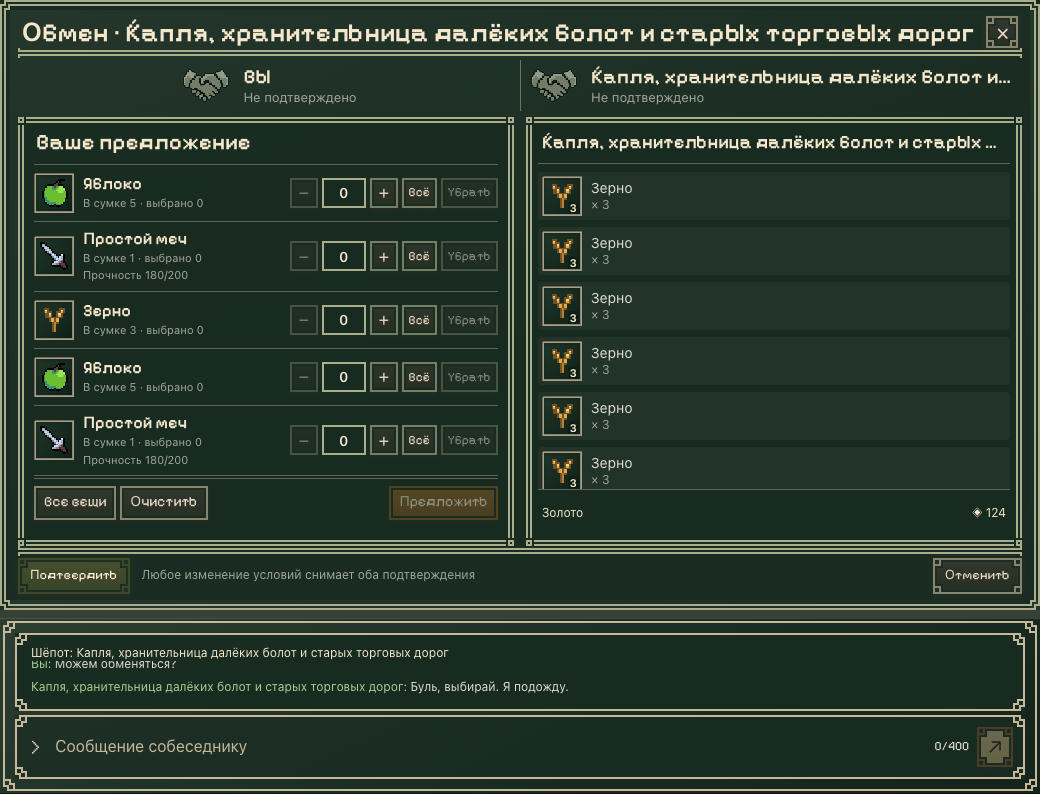 Обмен · Капля, хранительница далёких болот и старых торговых дорог
Вы
Не подтверждено
Капля, хранительница далёких болот и...
Не подтверждено
Ваше предложение
Яблоко
В сумке 5 · выбрано 0
− 0 + Всё Убрать
Простой меч
В сумке 1 · выбрано 0
Прочность 180/200
− 0 + Всё Убрать
Зерно
В сумке 3 · выбрано 0
− 0 + Всё Убрать
Яблоко
В сумке 5 · выбрано 0
− 0 + Всё Убрать
Простой меч
В сумке 1 · выбрано 0
Прочность 180/200
− 0 + Всё Убрать
Все вещи Очистить Предложить
Капля, хранительница далёких болот и старых ...
3 Зерно
x 3
3 Зерно
x 3
3 Зерно
x 3
3 Зерно
x 3
3 Зерно
x 3
3 Зерно
x 3
Золото 124
Подтвердить Любое изменение условий снимает оба подтверждения Отменить
Шёпот: Капля, хранительница далёких болот и старых торговых дорог
Вы: Можем обменяться?
Капля, хранительница далёких болот и старых торговых дорог: Буль, выбирай. Я подожду.
Сообщение собеседнику 0/400